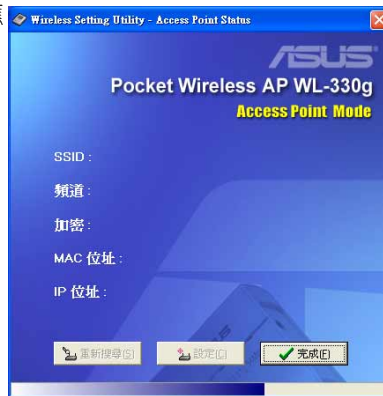 Wireless Setting Utility - Access Point Status
ASUS
Pocket Wireless AP WL-330g
Access Point Mode
SSID :
頻道 :
加密 :
MAC 位址 :
IP 位址 :
重新搜尋(S)
設定(C)
完成(F)